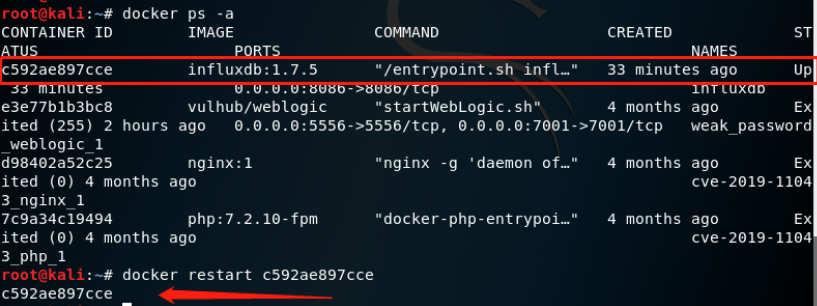 root@kali:~# docker ps -a
CONTAINER ID IMAGE COMMAND CREATED ST
ATUS PORTS NAMES
c592ae897cce influxdb:1.7.5 "/entrypoint.sh infl…" 33 minutes ago Up
33 minutes 0.0.0.0:8086->8086/tcp influxdb
e3e77b1b3bc8 vulhub/weblogic "startWebLogic.sh" 4 months ago Ex
ited (255) 2 hours ago 0.0.0.0:5556->5556/tcp, 0.0.0.0:7001->7001/tcp weak_password
_weblogic_1
d98402a52c25 nginx:1 "nginx -g 'daemon of…" 4 months ago Ex
ited (0) 4 months ago cve-2019-1104
3_nginx_1
7c9a34c19494 php:7.2.10-fpm "docker-php-entrypoi…" 4 months ago Ex
ited (0) 4 months ago cve-2019-1104
3_php_1
root@kali:~# docker restart c592ae897cce
c592ae897cce